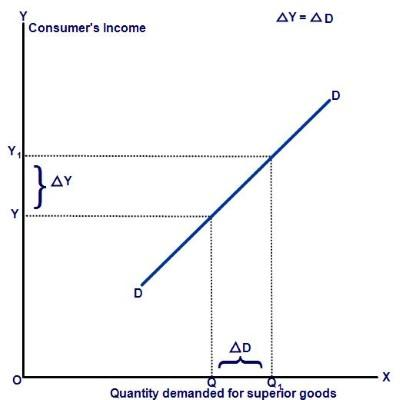 Y
ΔY = ΔD
Consumer's Income
D
Y1
ΔY
Y
D
ΔD
O
Q
Q1
X
Quantity demanded for superior goods